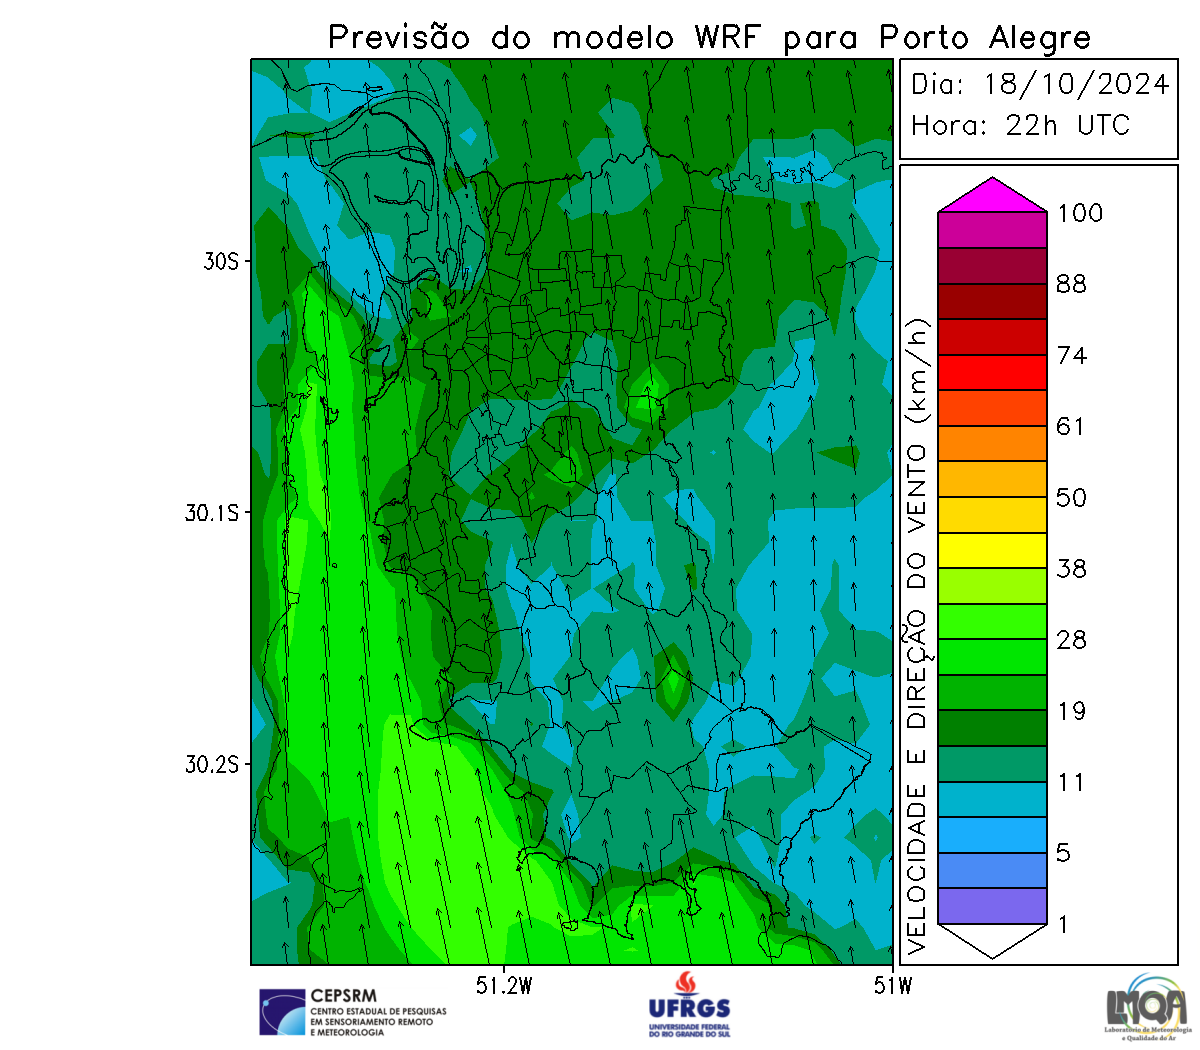 Previsão do modelo WRF para Porto Alegre
Dia: 18/10/2024
Hora: 22h UTC
30S
30.1S
30.2S
51.2W
51W
VELOCIDADE E DIREÇÃO DO VENTO (km/h)
100
88
74
61
50
38
28
19
11
5
1
CEPSRM
CENTRO ESTADUAL DE PESQUISAS
EM SENSORIAMENTO REMOTO
E METEOROLOGIA
UFRGS
UNIVERSIDADE FEDERAL
DO RIO GRANDE DO SUL
LMQA
Laboratório de Meteorologia
e Qualidade do Ar